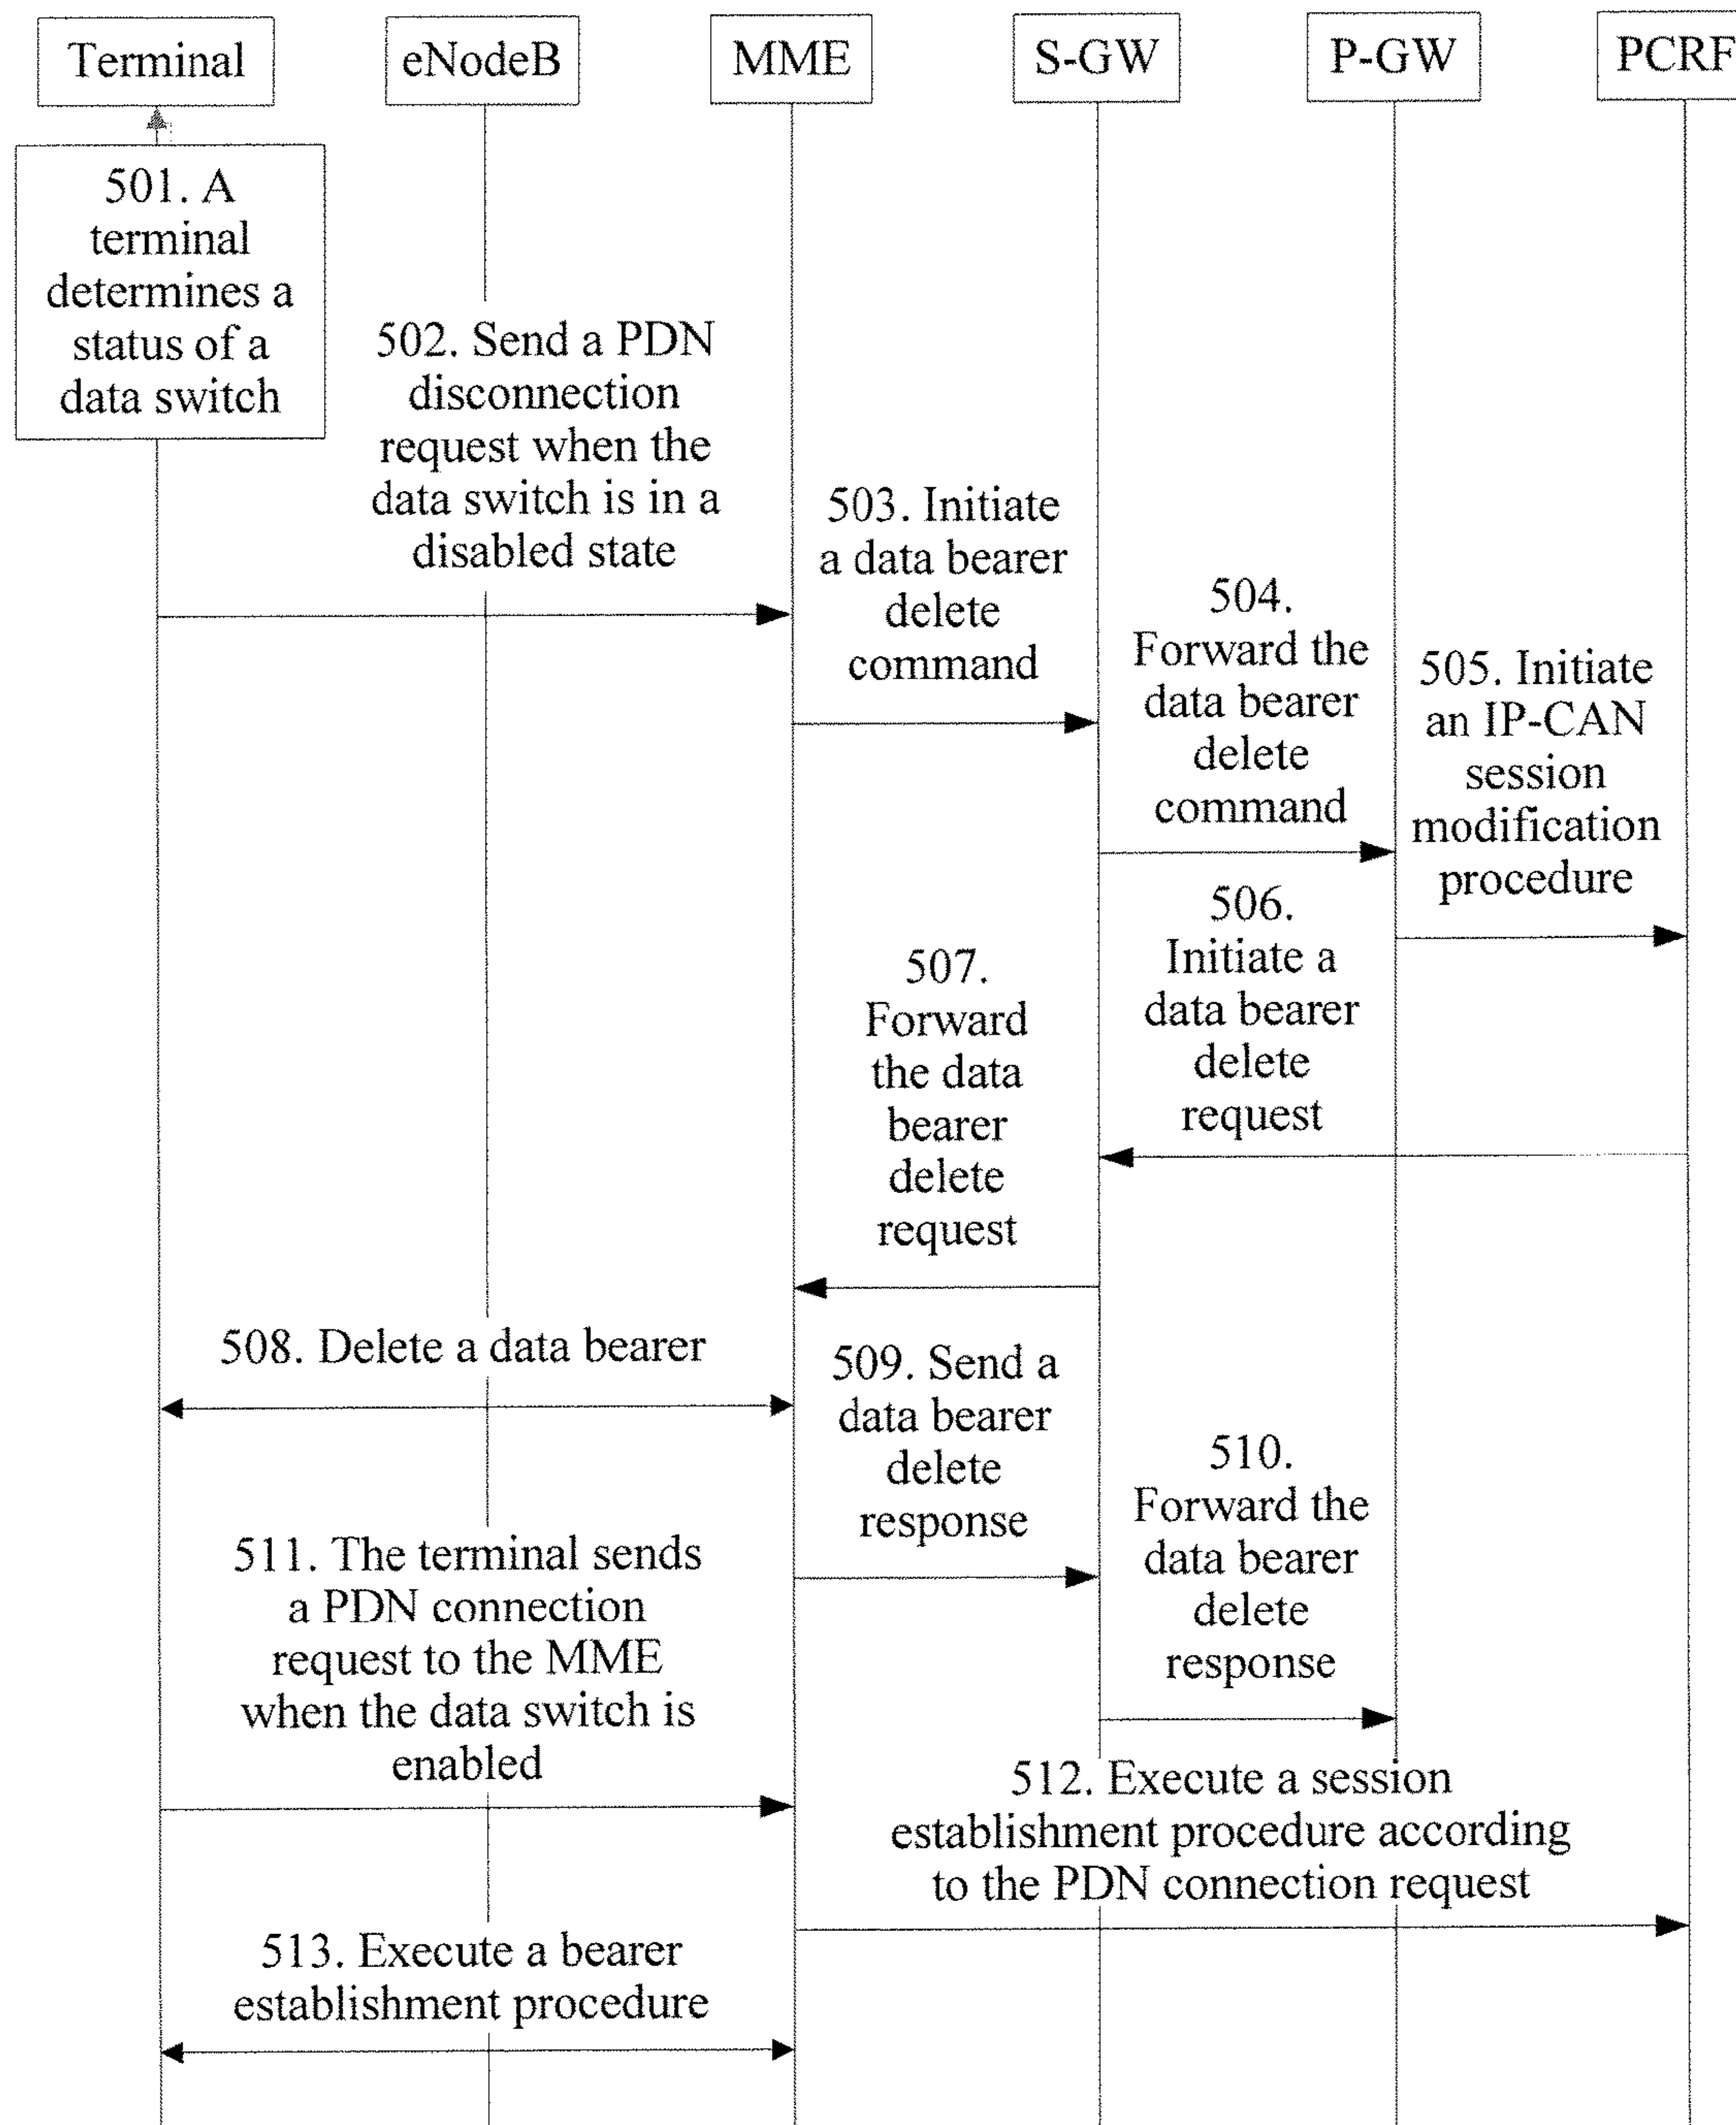 Terminal
eNodeB
MME
S-GW
P-GW
PCRF
501. A
terminal
determines a
status of a
data switch
502. Send a PDN
disconnection
request when the
data switch is in a
disabled state
503. Initiate
a data bearer
delete
command
504.
Forward the
data bearer
delete
command
505. Initiate
an IP-CAN
session
modification
procedure
506.
Initiate a
data bearer
delete
request
507.
Forward
the data
bearer
delete
request
508. Delete a data bearer
509. Send a
data bearer
delete
response
510.
Forward the
data bearer
delete
response
511. The terminal sends
a PDN connection
request to the MME
when the data switch is
enabled
512. Execute a session
establishment procedure according
to the PDN connection request
513. Execute a bearer
establishment procedure